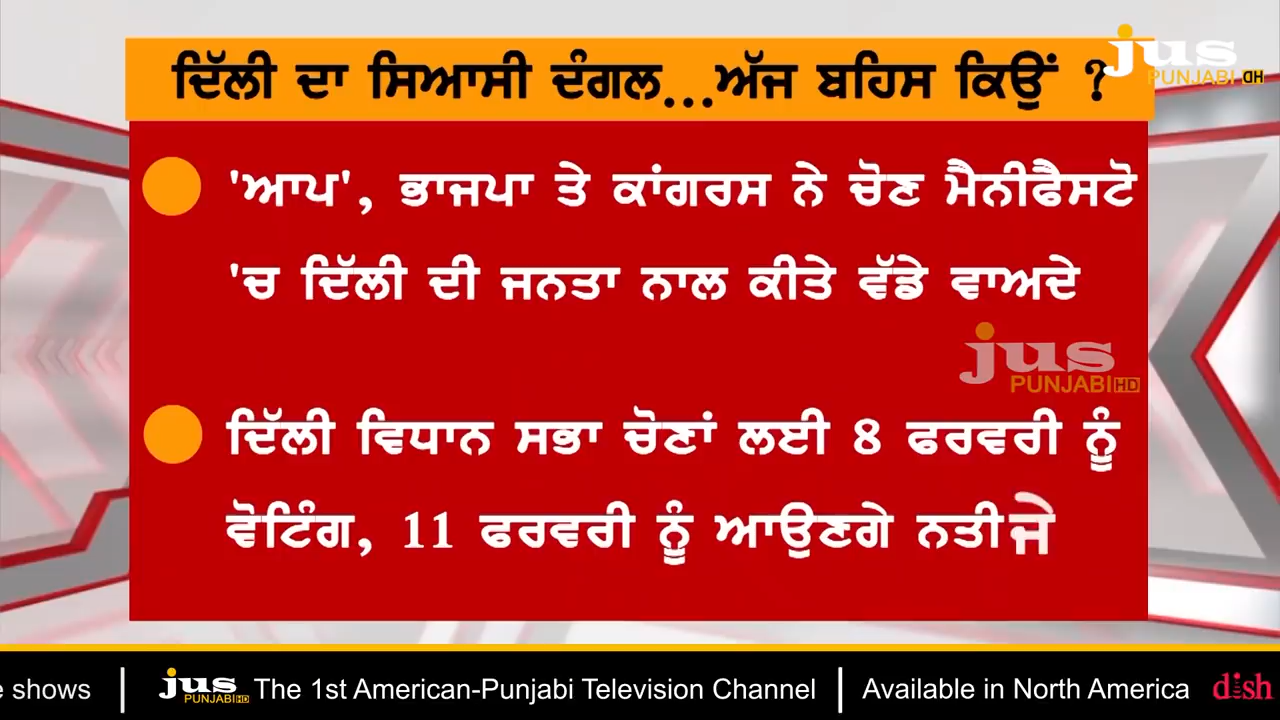 ਦਿੱਲੀ ਦਾ ਸਿਆਸੀ ਦੰਗਲ...ਅੱਜ ਬਹਿਸ ਕਿਉਂ ?
jus
PUNJABI HD
'ਆਪ', ਭਾਜਪਾ ਤੇ ਕਾਂਗਰਸ ਨੇ ਚੋਣ ਮੈਨੀਫੈਸਟੋ
'ਚ ਦਿੱਲੀ ਦੀ ਜਨਤਾ ਨਾਲ ਕੀਤੇ ਵੱਡੇ ਵਾਅਦੇ
jus
PUNJABI HD
ਦਿੱਲੀ ਵਿਧਾਨ ਸਭਾ ਚੋਣਾਂ ਲਈ 8 ਫਰਵਰੀ ਨੂੰ
ਵੋਟਿੰਗ, 11 ਫਰਵਰੀ ਨੂੰ ਆਉਣਗੇ ਨਤੀਜੇ
e shows | jus PUNJABI HD The 1st American-Punjabi Television Channel | Available in North America dish